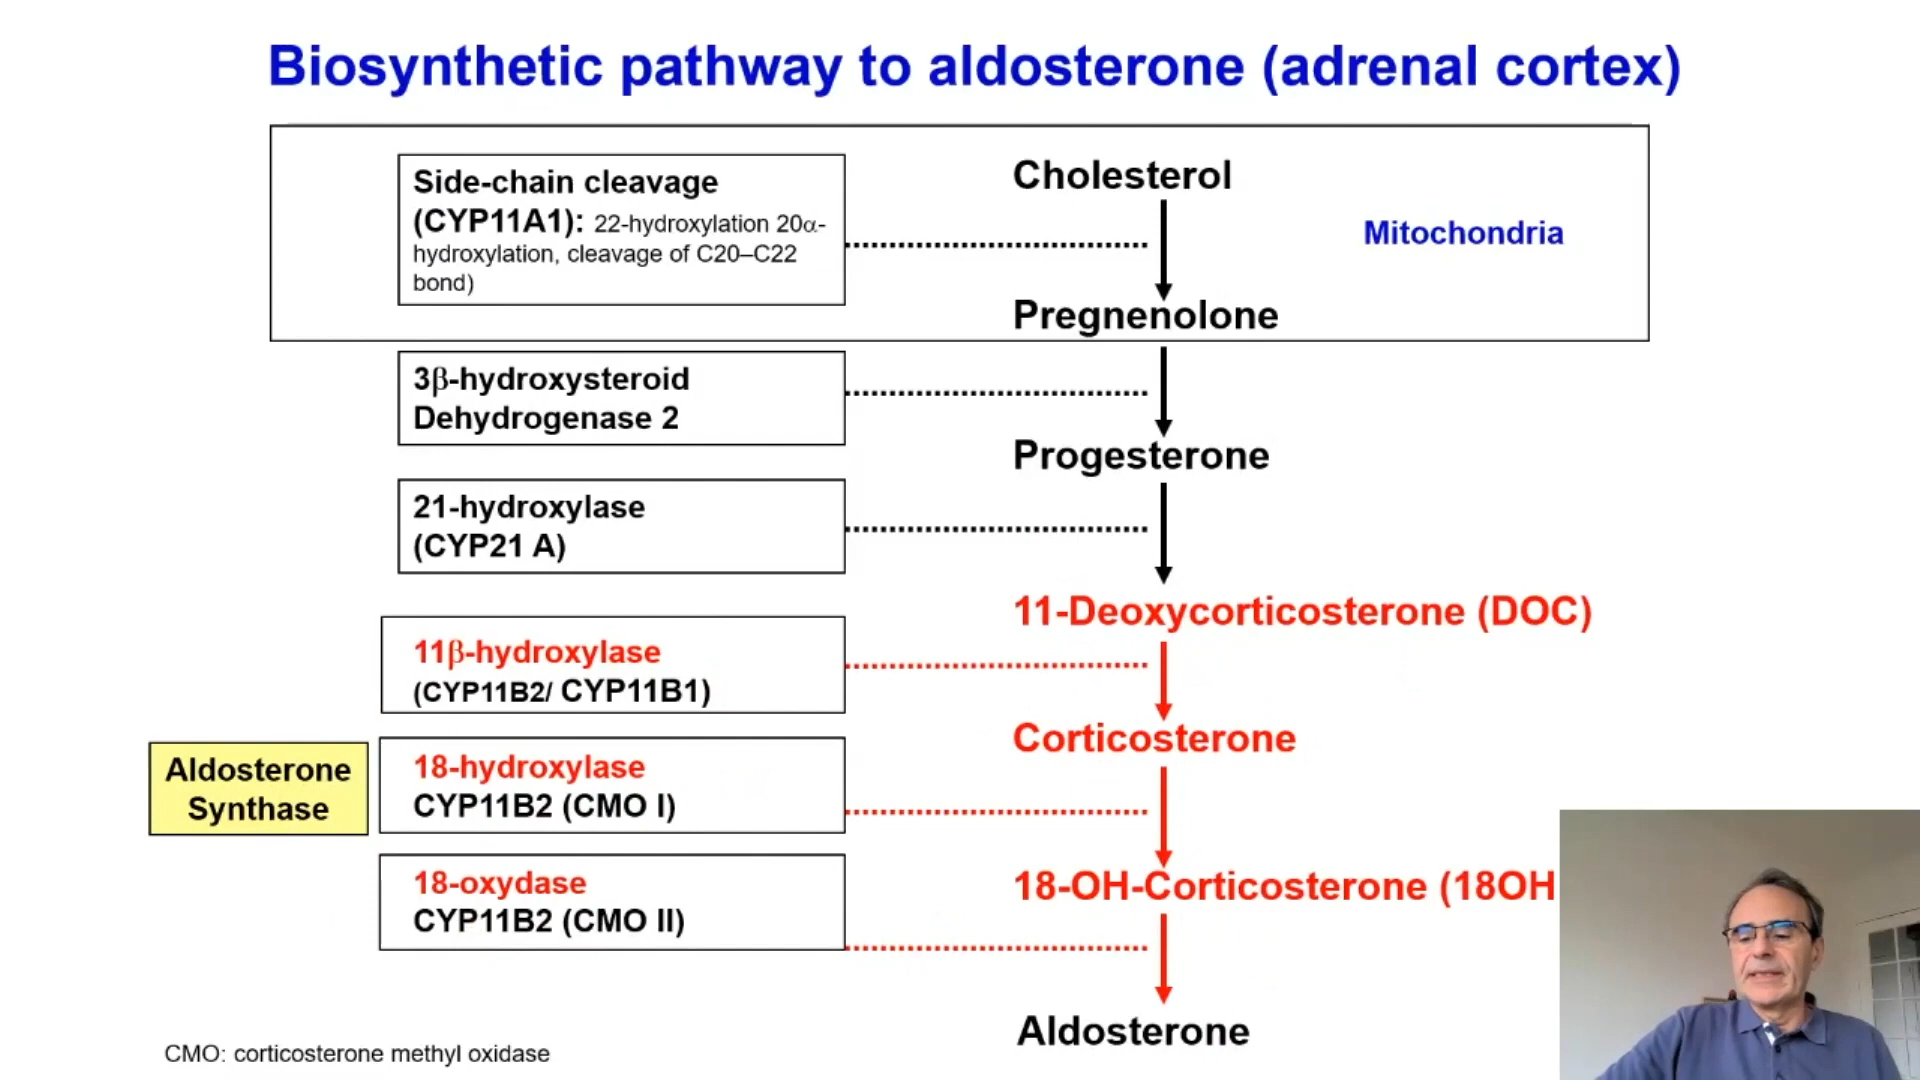 Biosynthetic pathway to aldosterone (adrenal cortex)
Side-chain cleavage
(CYP11A1): 22-hydroxylation 20α-
hydroxylation, cleavage of C20–C22
bond)
Cholesterol
Mitochondria
Pregnenolone
3β-hydroxysteroid
Dehydrogenase 2
Progesterone
21-hydroxylase
(CYP21 A)
11-Deoxycorticosterone (DOC)
11β-hydroxylase
(CYP11B2/ CYP11B1)
Corticosterone
Aldosterone
Synthase
18-hydroxylase
CYP11B2 (CMO I)
18-OH-Corticosterone (18OH
18-oxydase
CYP11B2 (CMO II)
Aldosterone
CMO: corticosterone methyl oxidase